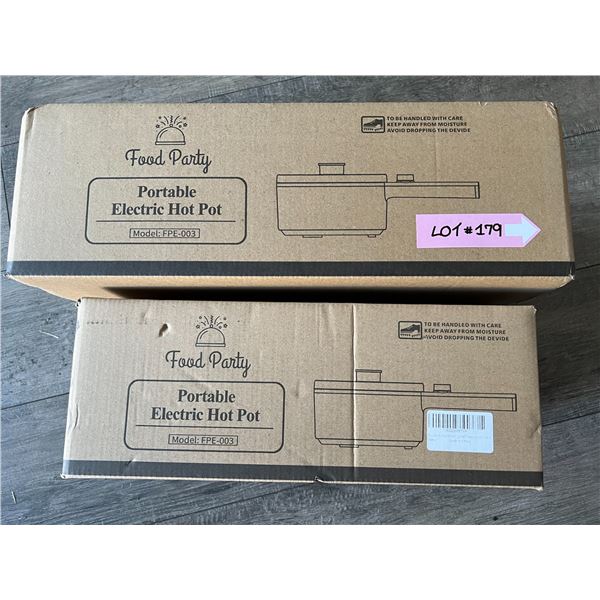 Food Party
Portable
Electric Hot Pot
Model: FPE-003
TO BE HANDLED WITH CARE
KEEP AWAY FROM MOISTURE
AVOID DROPPING THE DEVIDE
LOT #179
Food Party
Portable
Electric Hot Pot
Model: FPE-003
TO BE HANDLED WITH CARE
KEEP AWAY FROM MOISTURE
AVOID DROPPING THE DEVIDE